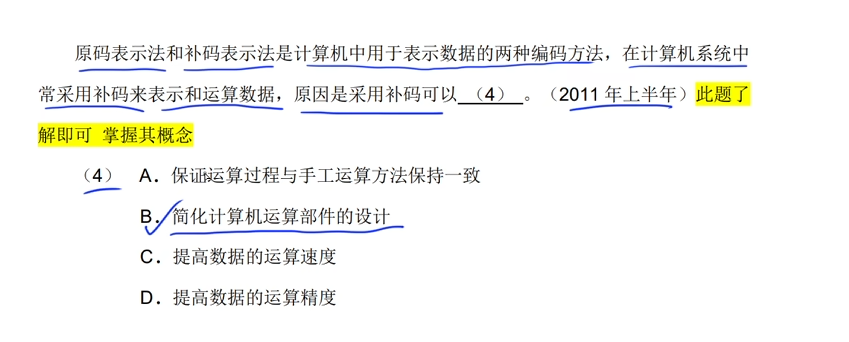 原码表示法和补码表示法是计算机中用于表示数据的两种编码方法，在计算机系统中
常采用补码来表示和运算数据，原因是采用补码可以（4）。（2011 年上半年）此题了
解即可 掌握其概念
（4） A．保证运算过程与手工运算方法保持一致
B．简化计算机运算部件的设计
C．提高数据的运算速度
D．提高数据的运算精度